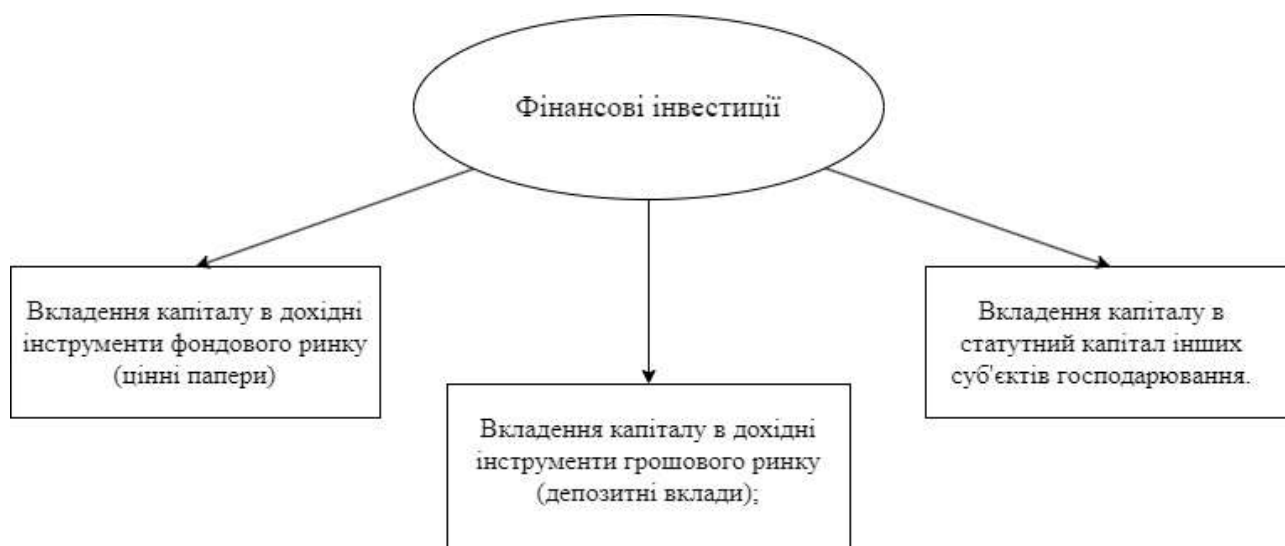 Фінансові інвестиції
Вкладення капіталу в дохідні
інструменти фондового ринку
(цінні папери)
Вкладення капіталу в дохідні
інструменти грошового ринку
(депозитні вклади);
Вкладення капіталу в
статутний капітал інших
суб'єктів господарювання.